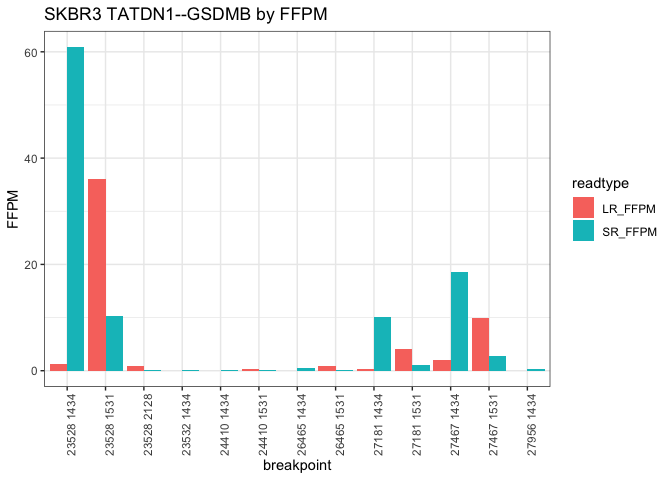 SKBR3 TATDN1--GSDMB by FFPM
FFPM
60
40
20
0
23528 1434
23528 1531
23528 2128
23532 1434
24410 1434
24410 1531
26465 1434
26465 1531
27181 1434
27181 1531
27467 1434
27467 1531
27956 1434
breakpoint
readtype
LR_FFPM
SR_FFPM